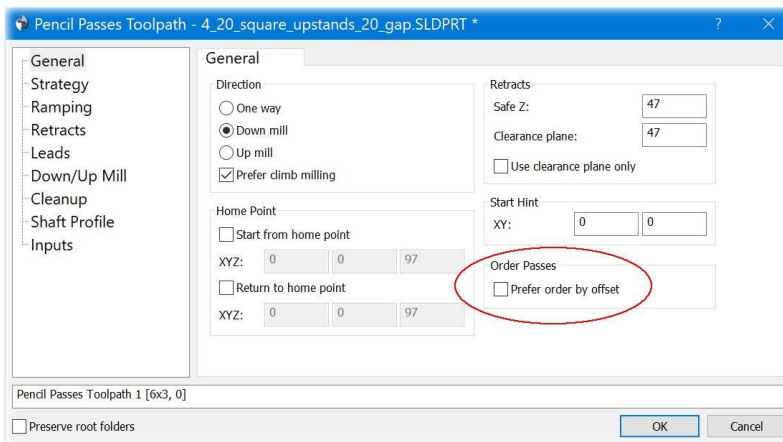 Pencil Passes Toolpath - 4_20_square_upstands_20_gap.SLDPRT *
General
Strategy
Ramping
Retracts
Leads
Down/Up Mill
Cleanup
Shaft Profile
Inputs
General
Direction
One way
Down mill
Up mill
Prefer climb milling
Home Point
Start from home point
XYZ: 0 0 97
Return to home point
XYZ: 0 0 97
Retracts
Safe Z: 47
Clearance plane: 47
Use clearance plane only
Start Hint
XY: 0 0
Order Passes
Prefer order by offset
Pencil Passes Toolpath 1 [6x3, 0]
Preserve root folders
OK Cancel